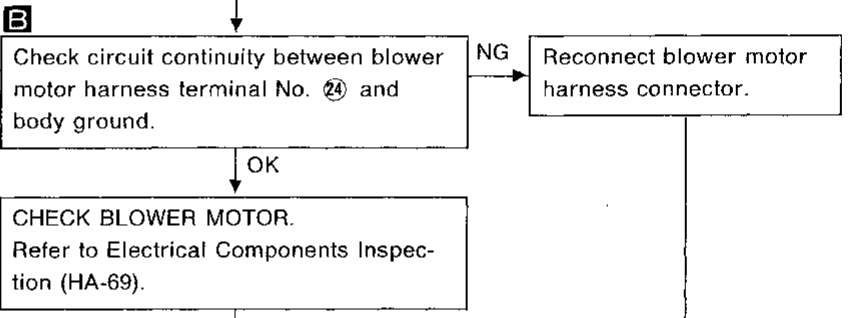 B
Check circuit continuity between blower
motor harness terminal No. ㉔ and
body ground.
NG
Reconnect blower motor
harness connector.
OK
CHECK BLOWER MOTOR.
Refer to Electrical Components Inspec-
tion (HA-69).